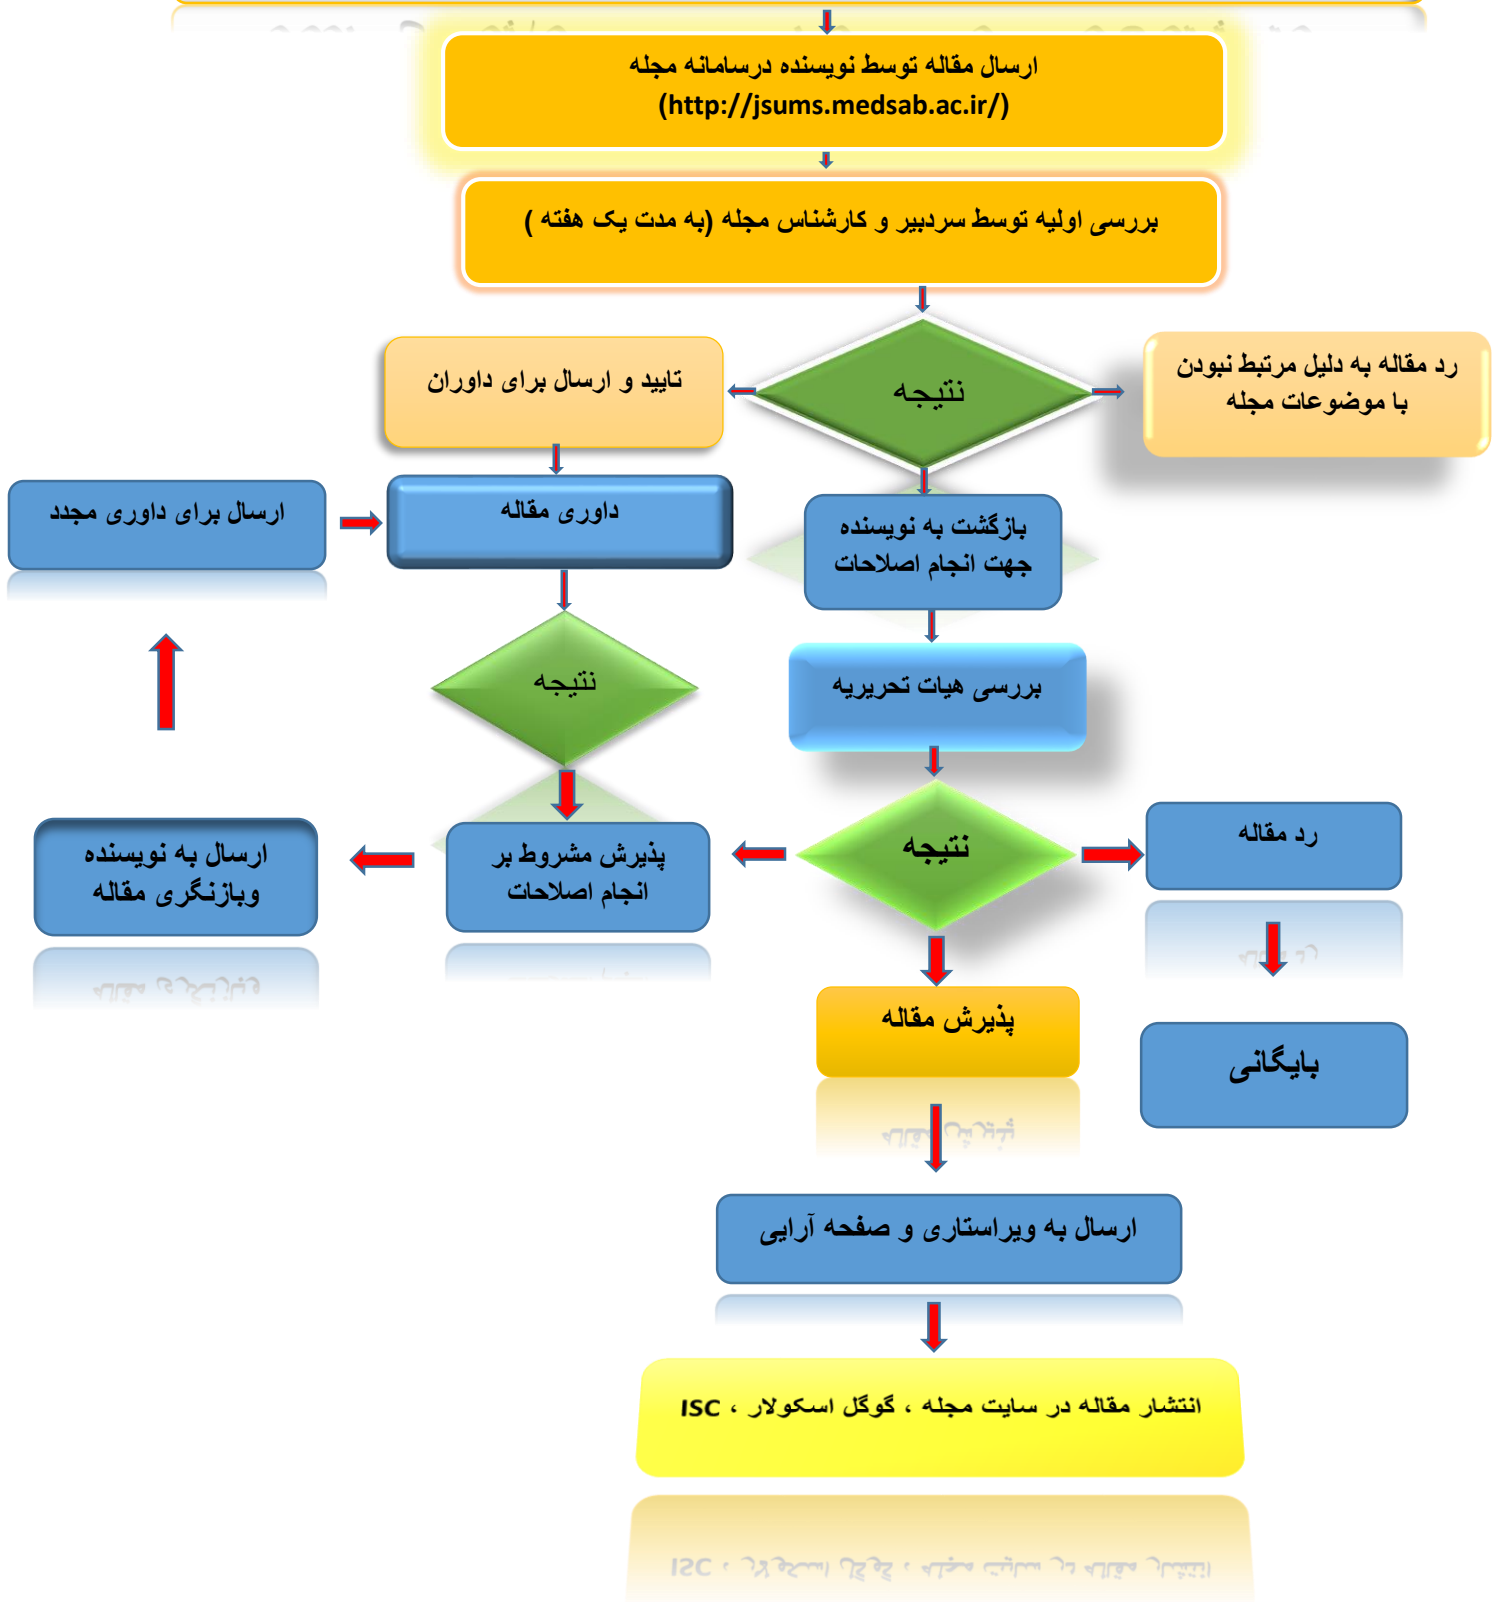 ارسال مقاله توسط نویسنده درسامانه مجله
(http://jsums.medsab.ac.ir/)
بررسی اولیه توسط سردبیر و کارشناس مجله (به مدت یک هفته )
نتیجه
رد مقاله به دلیل مرتبط نبودن
با موضوعات مجله
تایید و ارسال برای داوران
داوری مقاله
ارسال برای داوری مجدد
بازگشت به نویسنده
جهت انجام اصلاحات
نتیجه
بررسی هیات تحریریه
نتیجه
رد مقاله
پذیرش مشروط بر
انجام اصلاحات
ارسال به نویسنده
وبازنگری مقاله
پذیرش مقاله
بایگانی
ارسال به ویراستاری و صفحه آرایی
انتشار مقاله در سایت مجله ، گوگل اسکولار ، ISC